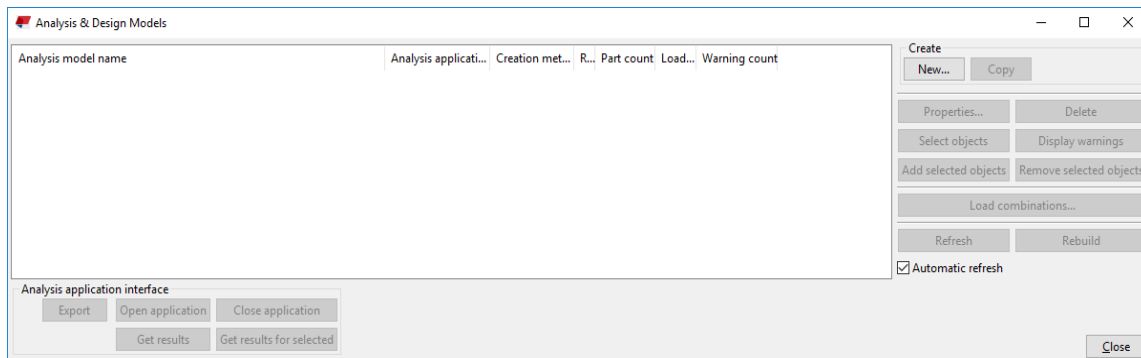 Analysis & Design Models
Analysis model name Analysis applicati... Creation met... R... Part count Load... Warning count
Create
New... Copy
Properties... Delete
Select objects Display warnings
Add selected objects Remove selected objects
Load combinations...
Refresh Rebuild
Automatic refresh
Analysis application interface
Export Open application Close application
Get results Get results for selected
Close